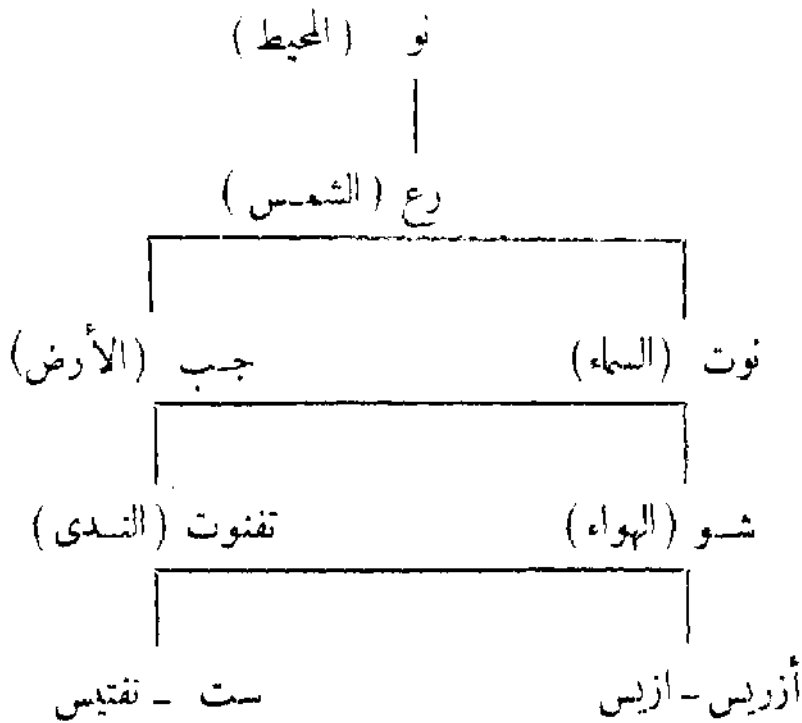 نو (المحيط)
رع (الشمس)
نوت (السماء) جب (الأرض)
شو (الهواء) تفنوت (الندى)
أزريس - ازيس ست - نفتيس